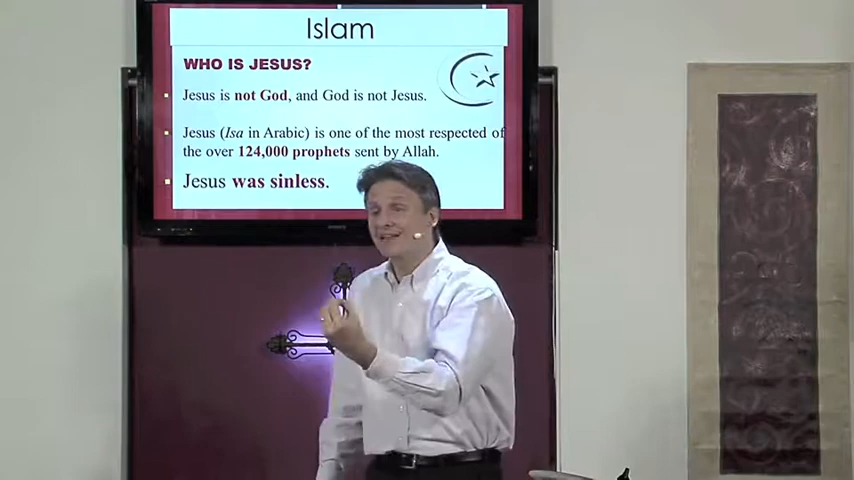 Islam
WHO IS JESUS?
Jesus is not God, and God is not Jesus.
Jesus (Isa in Arabic) is one of the most respected of
the over 124,000 prophets sent by Allah.
Jesus was sinless.